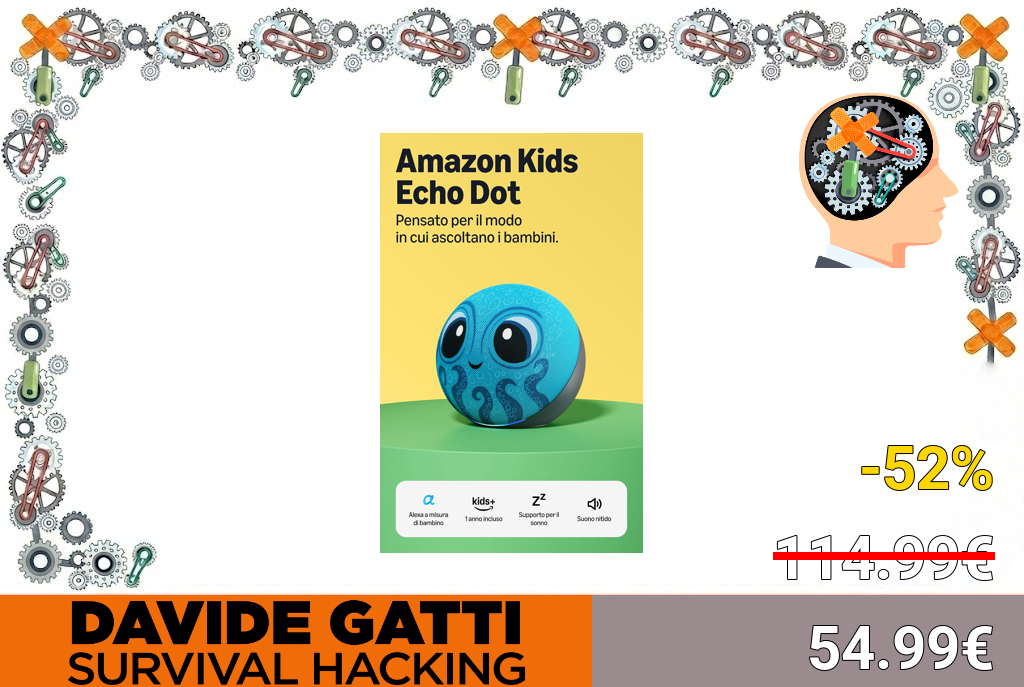 Amazon Kids
Echo Dot
Pensato per il modo
in cui ascoltano i bambini.
α
Alexa a misura
di bambino
kids+
1 anno incluso
Zz
Supporto per il
sonno
Suono nitido
-52%
114.99€
DAVIDE GATTI
SURVIVAL HACKING
54.99€